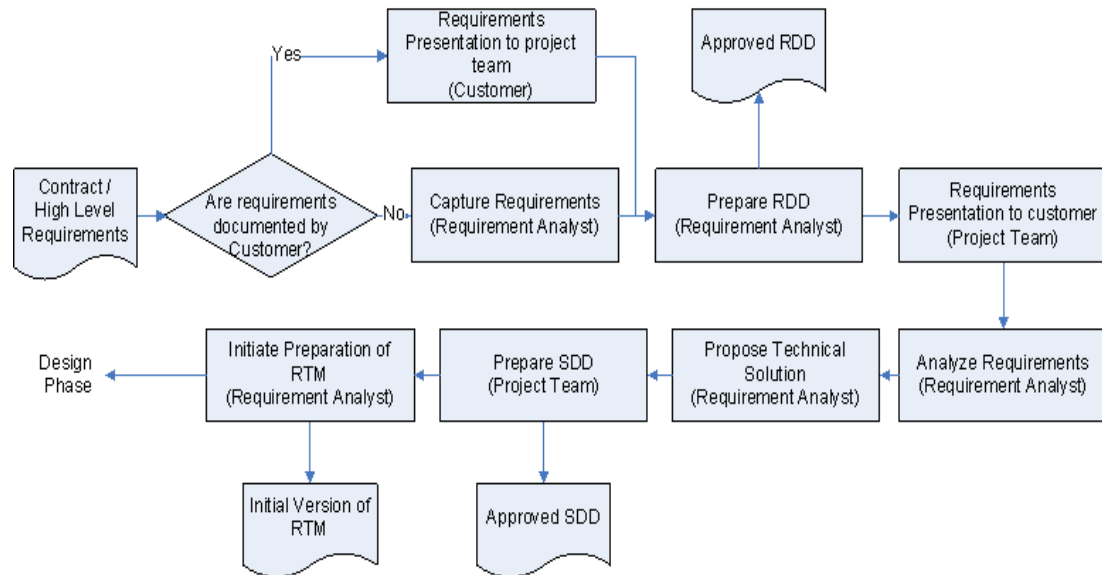 Requirements
Presentation to project
team
(Customer)
Approved RDD
Yes
Contract /
High Level
Requirements
Are requirements
documented by
Customer?
No
Capture Requirements
(Requirement Analyst)
Prepare RDD
(Requirement Analyst)
Requirements
Presentation to customer
(Project Team)
Design
Phase
Initiate Preparation of
RTM
(Requirement Analyst)
Prepare SDD
(Project Team)
Propose Technical
Solution
(Requirement Analyst)
Analyze Requirements
(Requirement Analyst)
Initial Version of
RTM
Approved SDD